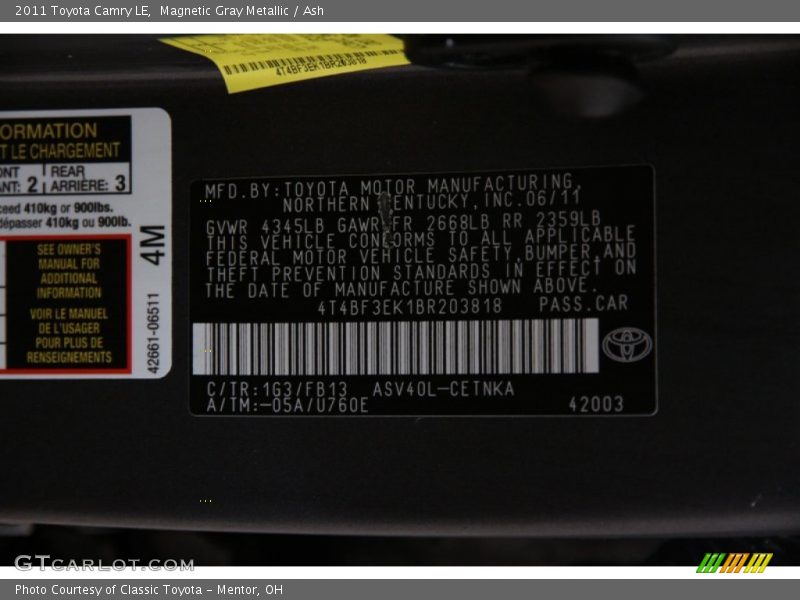 2011 Toyota Camry LE, Magnetic Gray Metallic / Ash
4T4BF3EK1BR203818
ORMATION
T LE CHARGEMENT
ONT
ANT: 2
REAR
ARRIÈRE: 3
ceed 410kg or 900lbs.
dépasser 410kg ou 900lb.
SEE OWNER'S
MANUAL FOR
ADDITIONAL
INFORMATION
VOIR LE MANUEL
DE L'USAGER
POUR PLUS DE
RENSEIGNEMENTS
4M
42661-06511
MFD.BY:TOYOTA MOTOR MANUFACTURING,
NORTHERN KENTUCKY,INC.06/11
GVWR 4345LB GAWR FR 2668LB RR 2359LB
THIS VEHICLE CONFORMS TO ALL APPLICABLE
FEDERAL MOTOR VEHICLE SAFETY,BUMPER,AND
THEFT PREVENTION STANDARDS IN EFFECT ON
THE DATE OF MANUFACTURE SHOWN ABOVE.
4T4BF3EK1BR203818 PASS.CAR
C/TR:1G3/FB13 ASV40L-CETNKA
A/TM:-05A/U760E 42003
GTCARLOT.COM
Photo Courtesy of Classic Toyota - Mentor, OH